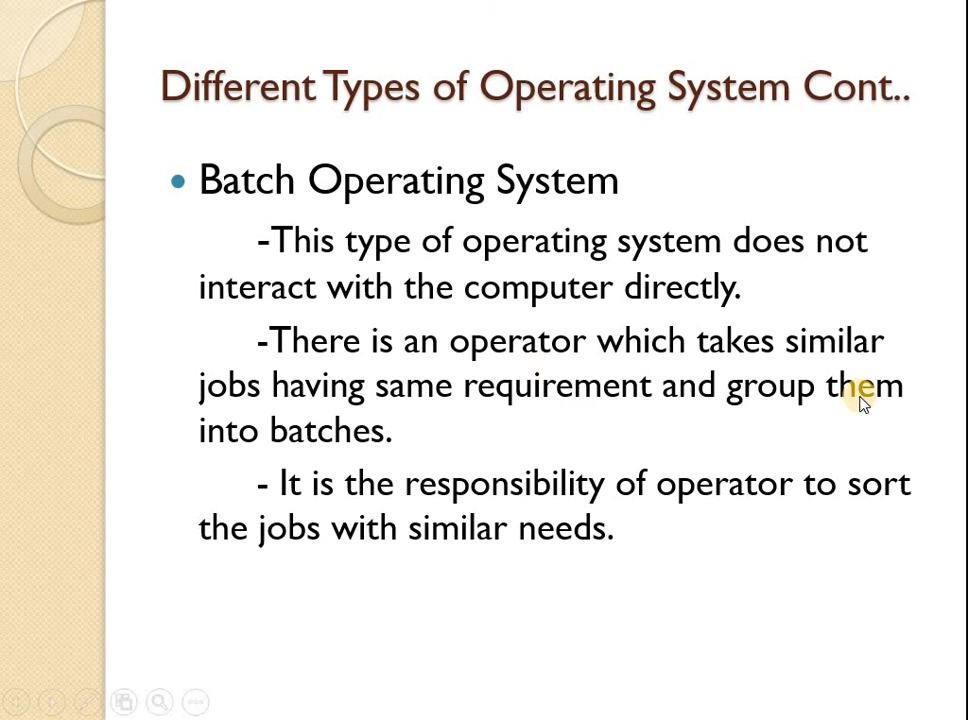 Different Types of Operating System Cont..
• Batch Operating System
-This type of operating system does not
interact with the computer directly.
-There is an operator which takes similar
jobs having same requirement and group them
into batches.
- It is the responsibility of operator to sort
the jobs with similar needs.